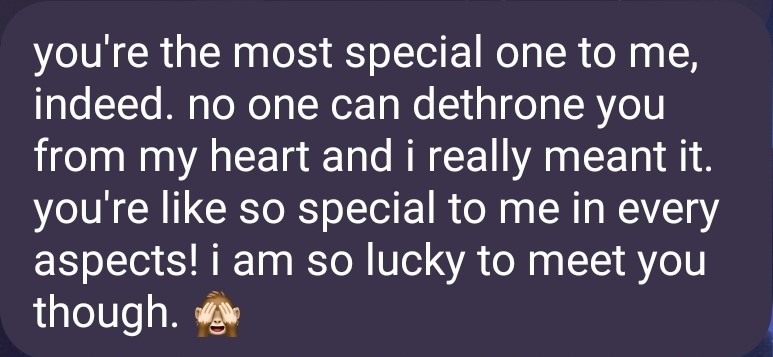 you're the most special one to me,
indeed. no one can dethrone you
from my heart and i really meant it.
you're like so special to me in every
aspects! i am so lucky to meet you
though. 🙈